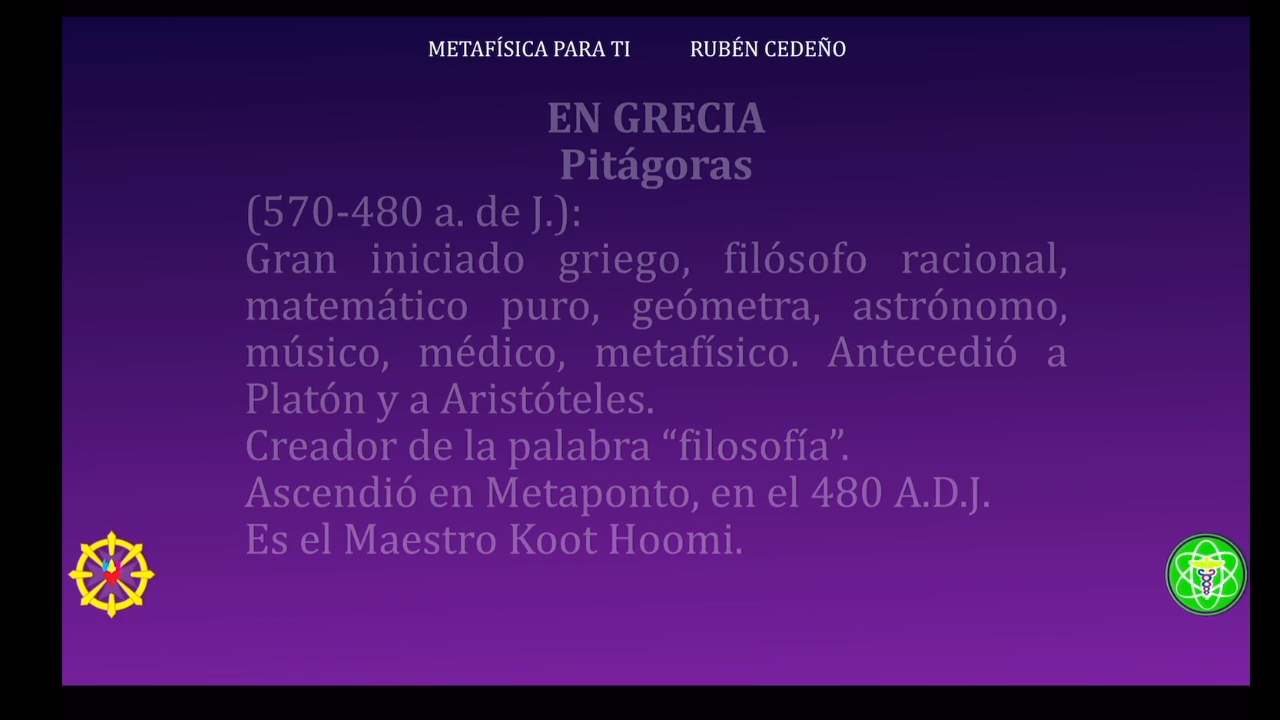 METAFÍSICA PARA TI RUBÉN CEDEÑO
EN GRECIA
Pitágoras
(570-480 a. de J.):
Gran iniciado griego, filósofo racional,
matemático puro, geómetra, astrónomo,
músico, médico, metafísico. Antecedió a
Platón y a Aristóteles.
Creador de la palabra “filosofía”.
Ascendió en Metaponto, en el 480 A.D.J.
Es el Maestro Koot Hoomi.